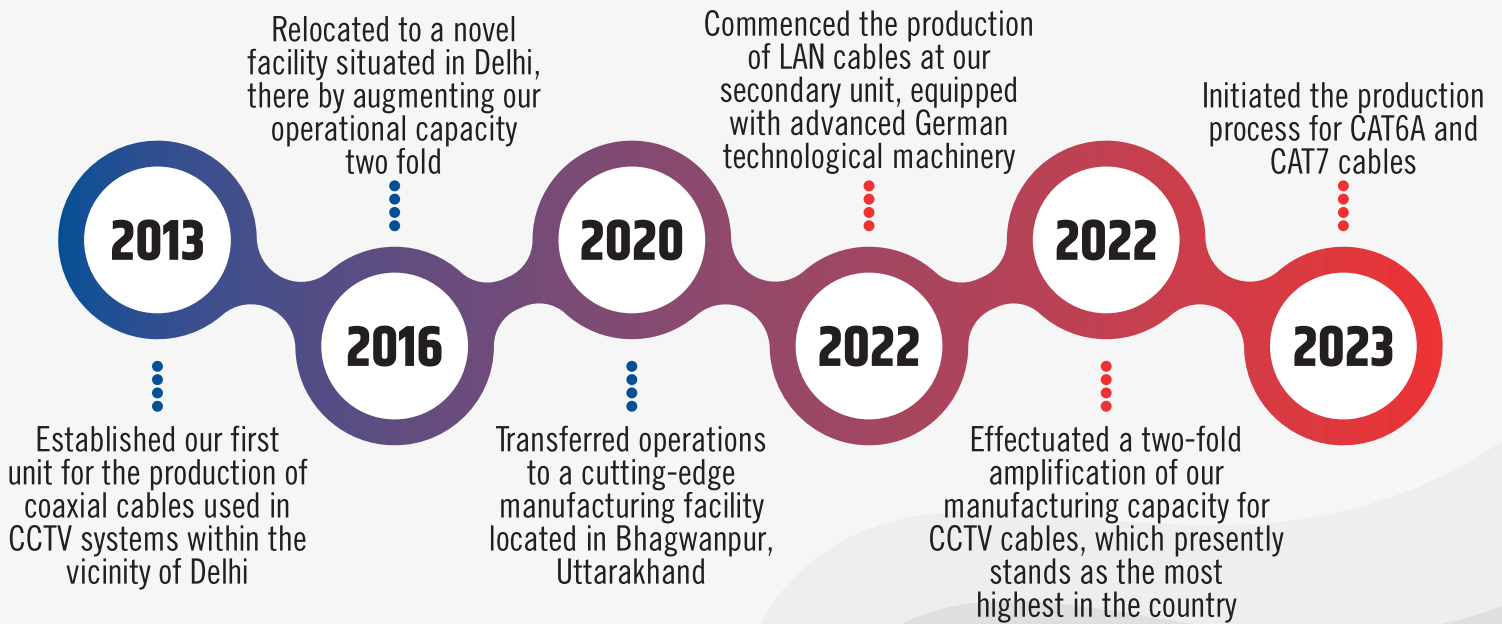 2013
Established our first
unit for the production of
coaxial cables used in
CCTV systems within the
vicinity of Delhi
Relocated to a novel
facility situated in Delhi,
there by augmenting our
operational capacity
two fold
2016
2020
Transferred operations
to a cutting-edge
manufacturing facility
located in Bhagwanpur,
Uttarakhand
Commenced the production
of LAN cables at our
secondary unit, equipped
with advanced German
technological machinery
2022
2022
Effectuated a two-fold
amplification of our
manufacturing capacity for
CCTV cables, which presently
stands as the most
highest in the country
Initiated the production
process for CAT6A and
CAT7 cables
2023